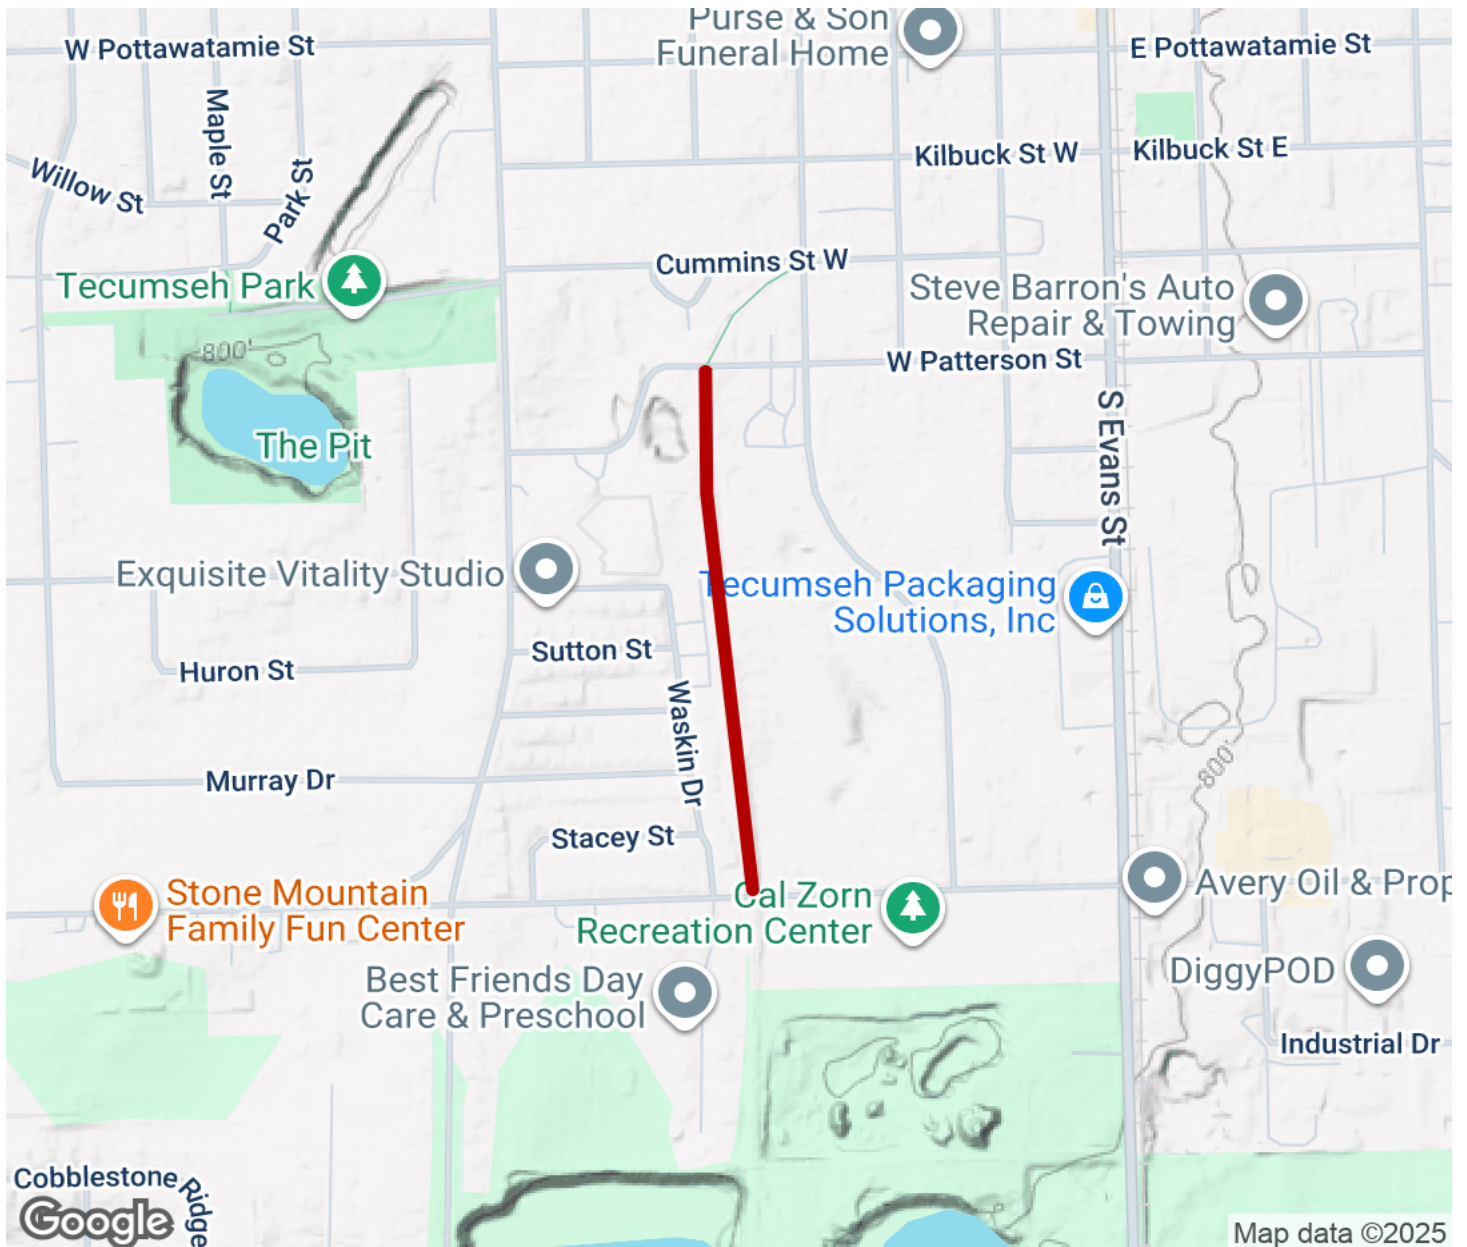 Purse & Son
Funeral Home
W Pottawatamie St
E Pottawatamie St
Maple St
Park St
Willow St
Kilbuck St W
Kilbuck St E
Cummins St W
Tecumseh Park
Steve Barron's Auto
Repair & Towing
800'
W Patterson St
The Pit
S Evans St
Exquisite Vitality Studio
Tecumseh Packaging
Solutions, Inc
Sutton St
Huron St
Waskin Dr
Murray Dr
800'
Stacey St
Stone Mountain
Family Fun Center
Cal Zorn
Recreation Center
Avery Oil & Prop
Best Friends Day
Care & Preschool
DiggyPOD
Industrial Dr
Cobblestone Ridge
Google
Map data ©2025